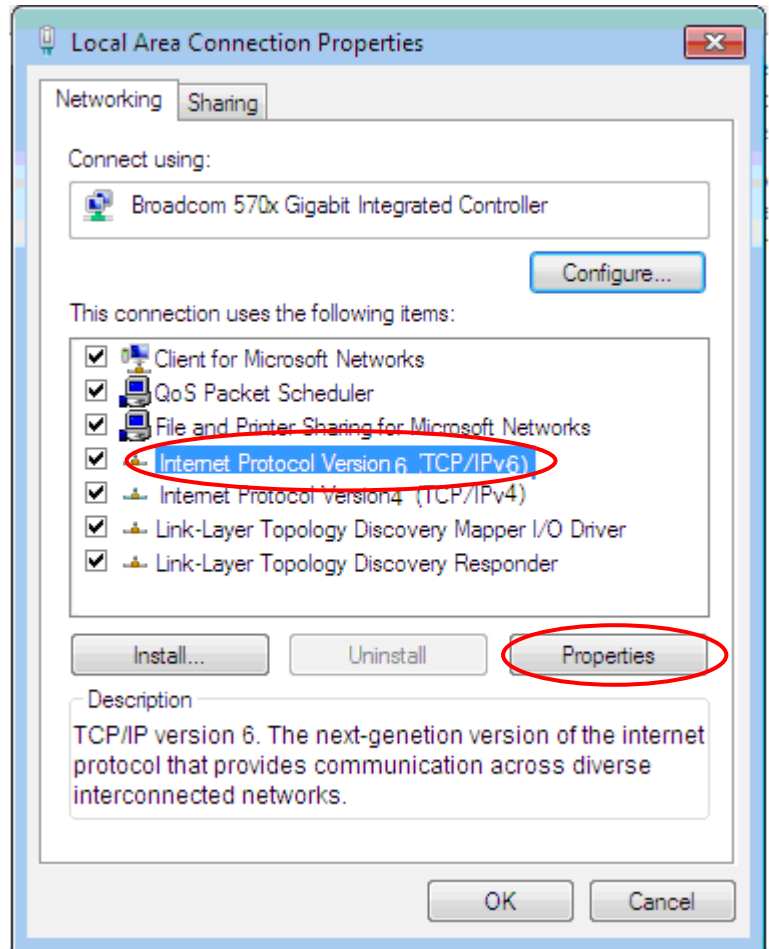 Local Area Connection Properties
Networking
Sharing
Connect using:
Broadcom 570x Gigabit Integrated Controller
Configure...
This connection uses the following items:
Client for Microsoft Networks
QoS Packet Scheduler
File and Printer Sharing for Microsoft Networks
Internet Protocol Version 6 'TCP/IPv6)
Internet Protocol Version4 (TCP/IPv4)
Link-Layer Topology Discovery Mapper I/O Driver
Link-Layer Topology Discovery Responder
Install...
Uninstall
Properties
Description
TCP/IP version 6. The next-genetion version of the internet
protocol that provides communication across diverse
interconnected networks.
OK
Cancel